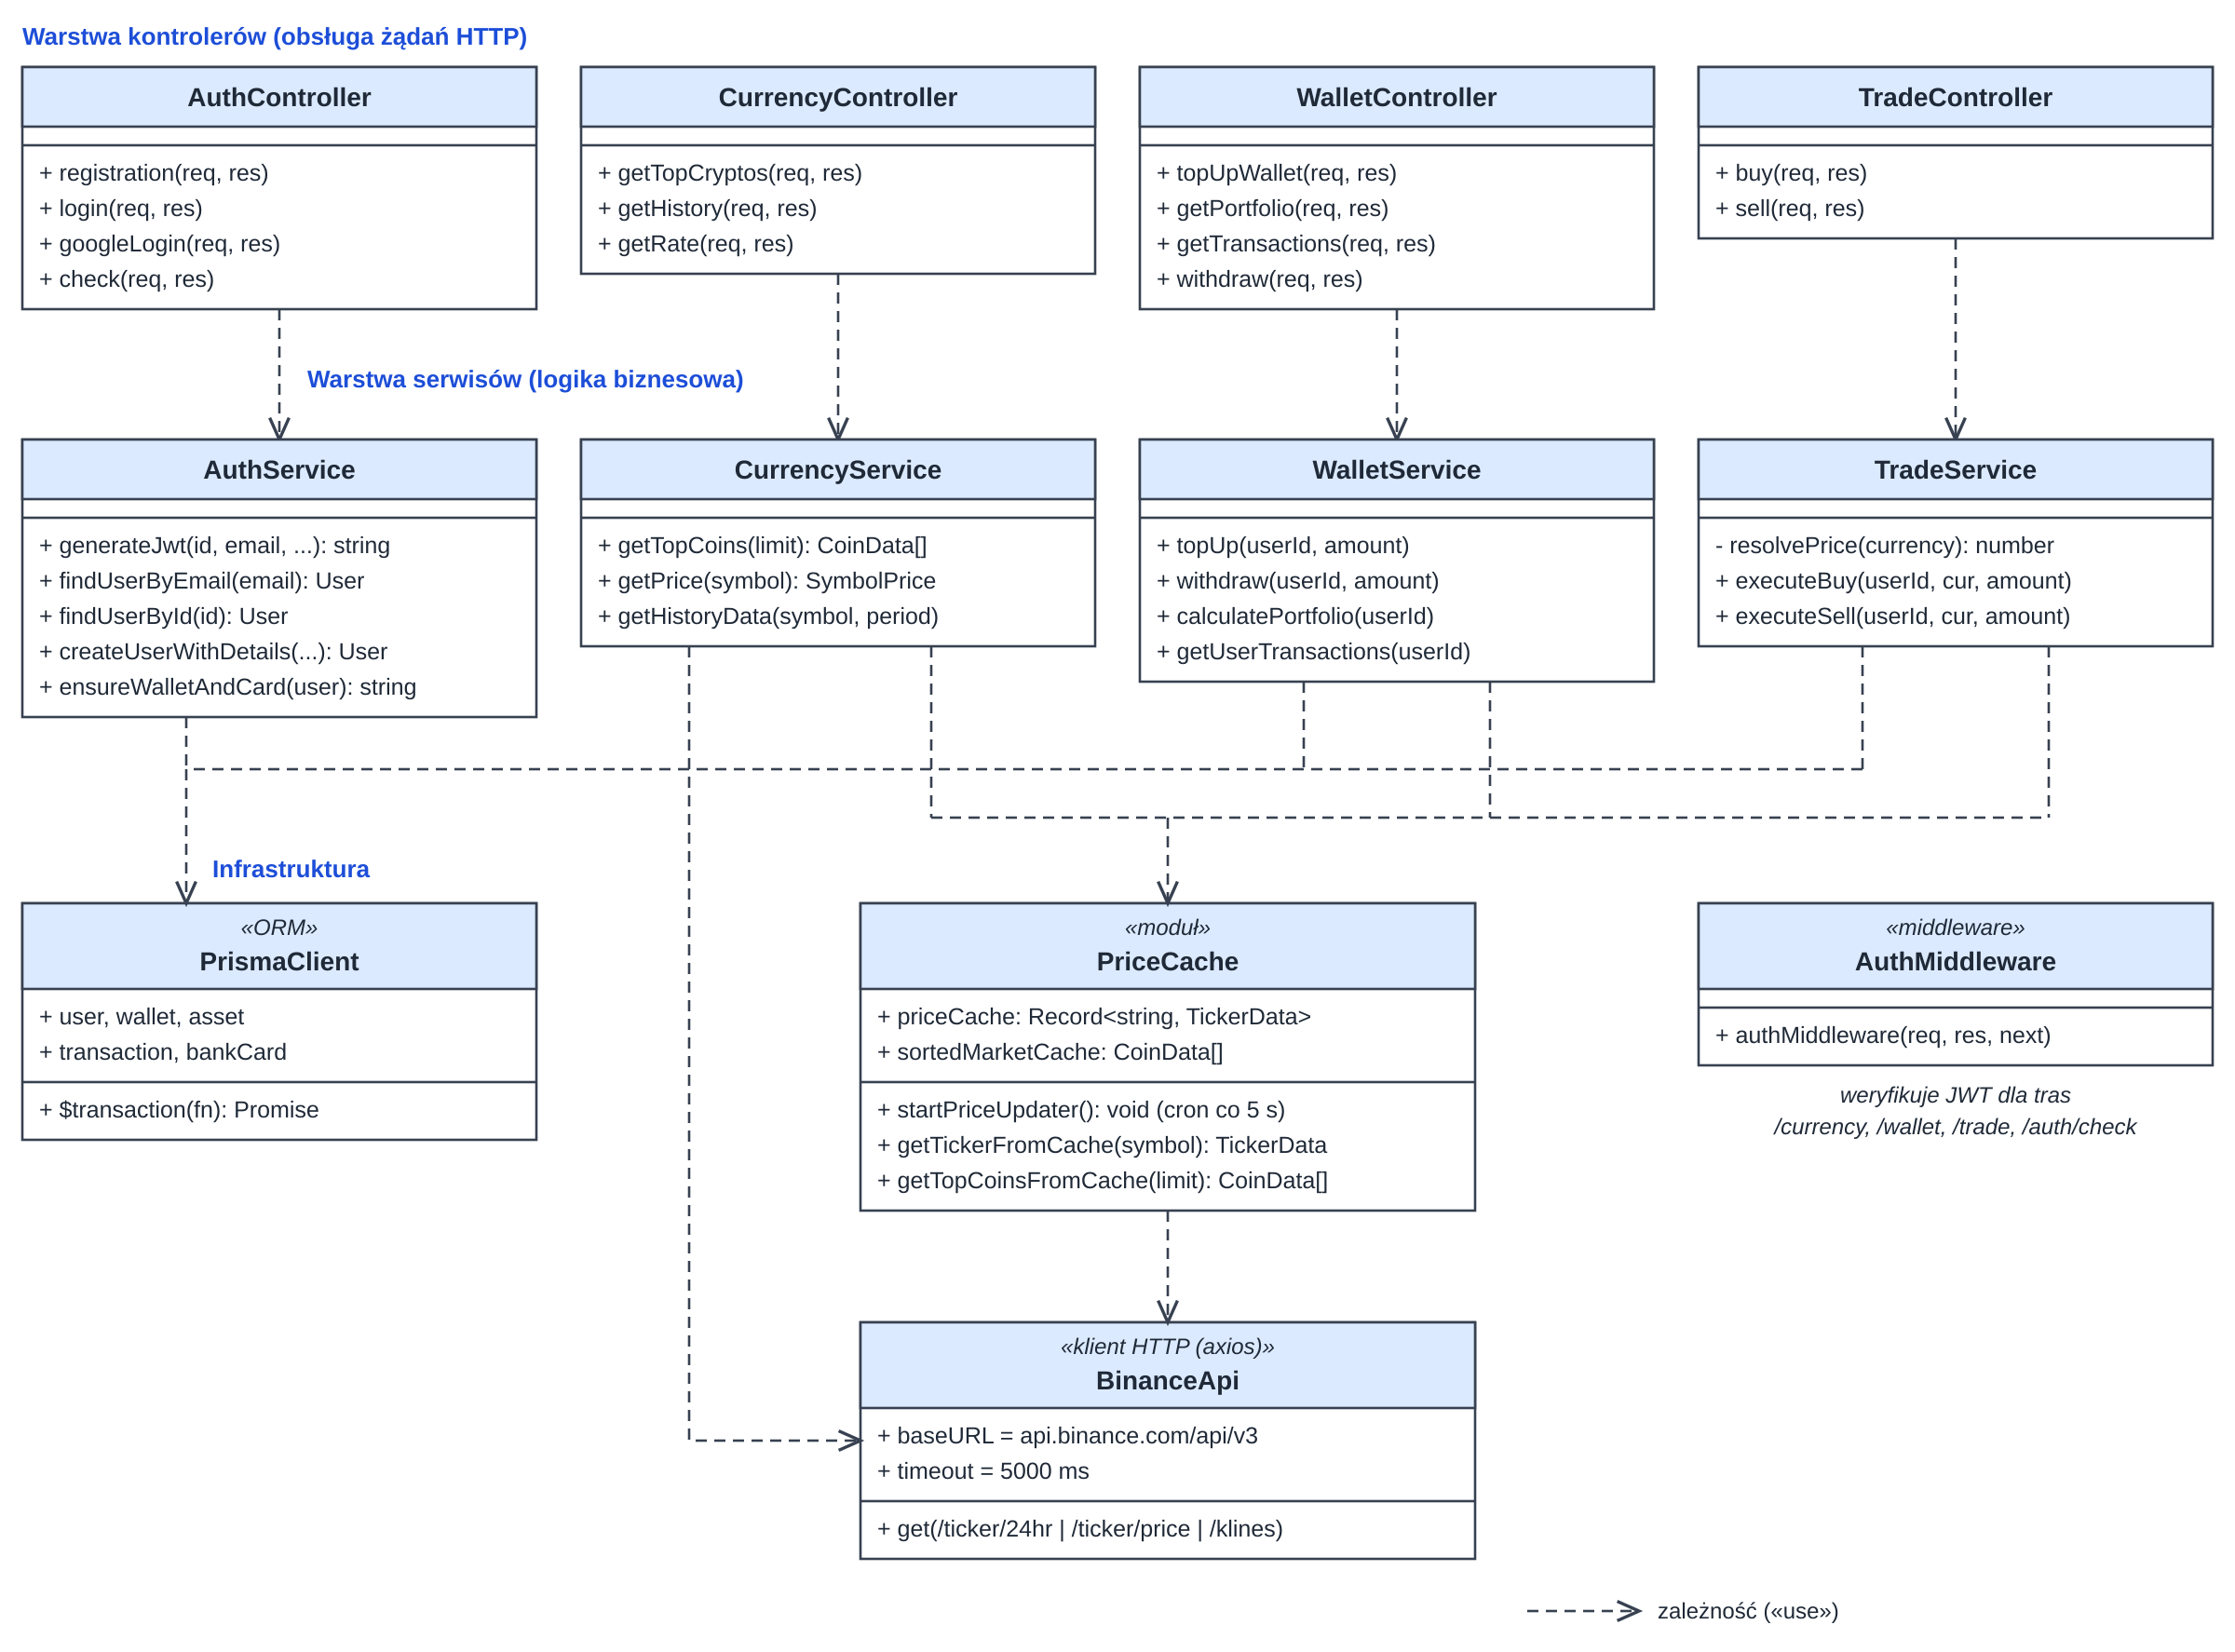 Warstwa kontrolerów (obsługa żądań HTTP)
AuthController
+ registration(req, res)
+ login(req, res)
+ googleLogin(req, res)
+ check(req, res)
CurrencyController
+ getTopCryptos(req, res)
+ getHistory(req, res)
+ getRate(req, res)
WalletController
+ topUpWallet(req, res)
+ getPortfolio(req, res)
+ getTransactions(req, res)
+ withdraw(req, res)
TradeController
+ buy(req, res)
+ sell(req, res)
Warstwa serwisów (logika biznesowa)
AuthService
+ generateJwt(id, email, ...): string
+ findUserByEmail(email): User
+ findUserById(id): User
+ createUserWithDetails(...): User
+ ensureWalletAndCard(user): string
CurrencyService
+ getTopCoins(limit): CoinData[]
+ getPrice(symbol): SymbolPrice
+ getHistoryData(symbol, period)
WalletService
+ topUp(userId, amount)
+ withdraw(userId, amount)
+ calculatePortfolio(userId)
+ getUserTransactions(userId)
TradeService
- resolvePrice(currency): number
+ executeBuy(userId, cur, amount)
+ executeSell(userId, cur, amount)
Infrastruktura
«ORM»
PrismaClient
+ user, wallet, asset
+ transaction, bankCard
+ $transaction(fn): Promise
«moduł»
PriceCache
+ priceCache: Record<string, TickerData>
+ sortedMarketCache: CoinData[]
+ startPriceUpdater(): void (cron co 5 s)
+ getTickerFromCache(symbol): TickerData
+ getTopCoinsFromCache(limit): CoinData[]
«middleware»
AuthMiddleware
+ authMiddleware(req, res, next)
weryfikuje JWT dla tras
/currency, /wallet, /trade, /auth/check
«klient HTTP (axios)»
BinanceApi
+ baseURL = api.binance.com/api/v3
+ timeout = 5000 ms
+ get(/ticker/24hr | /ticker/price | /klines)
zależność («use»)